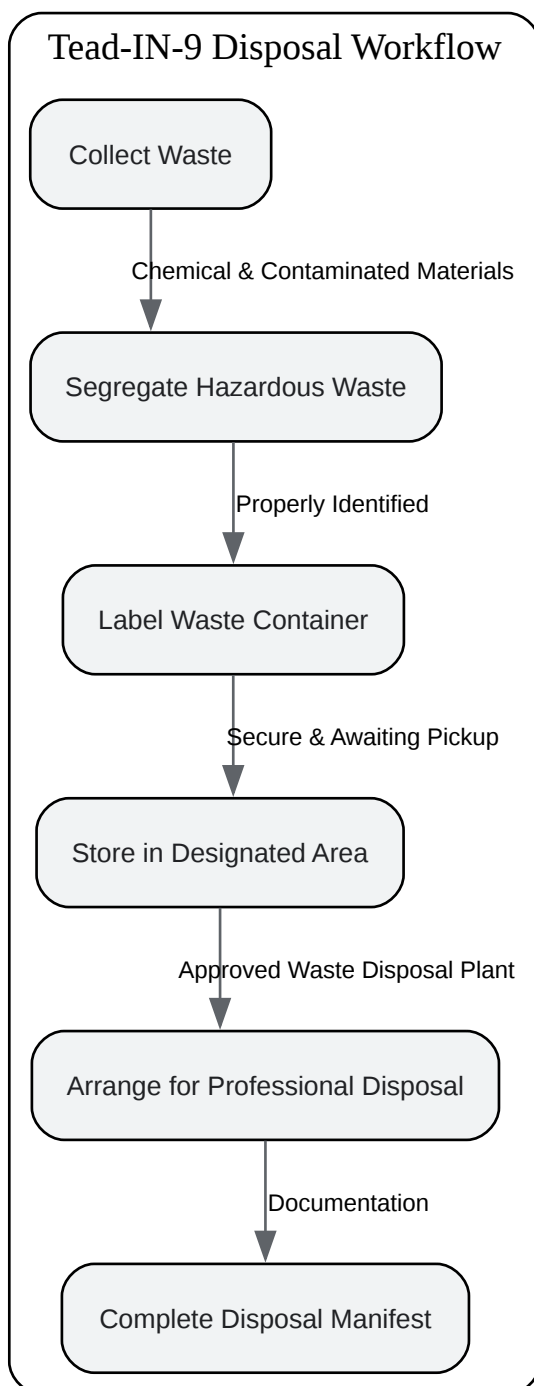 Tead-IN-9 Disposal Workflow
Collect Waste
Chemical & Contaminated Materials
Segregate Hazardous Waste
Properly Identified
Label Waste Container
Secure & Awaiting Pickup
Store in Designated Area
Approved Waste Disposal Plant
Arrange for Professional Disposal
Documentation
Complete Disposal Manifest